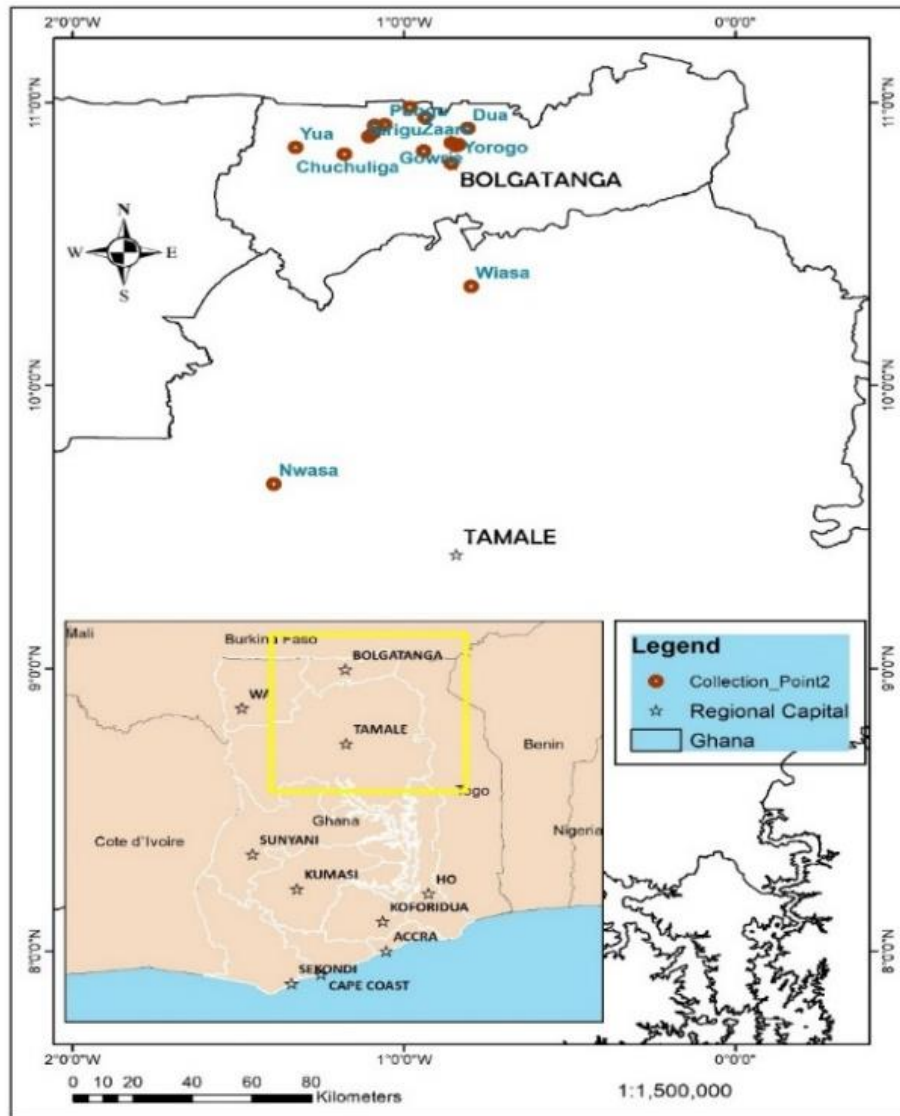 2°0'0"W 1°0'0"W 0°0'0"
11°0'0"N 11°0'0"N
Dua
Yua
Zaare
Yorogo
Chuchuliga
BOLGATANGA
N
W E
S
Wiasa
10°0'0"N 10°0'0"N
Nwasa
TAMALE
Mali
Burkina Faso
BOLGATANGA
WA
TAMALE
Benin
Togo
Ghana
Cote d'Ivoire
Nigeria
SUNYANI
KUMASI
HO
KOFORIDUA
ACCRA
SEKONDI
CAPE COAST
Legend
Collection_Point2
Regional Capital
Ghana
9°0'0"N 9°0'0"N
8°0'0"N 8°0'0"N
2°0'0"W 1°0'0"W 0°0'0"
0 10 20 40 60 80
Kilometers
1:1,500,000